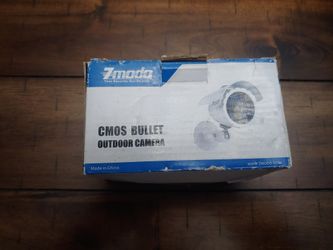 Zmodo
CMOS BULLET
OUTDOOR CAMERA
Made in China